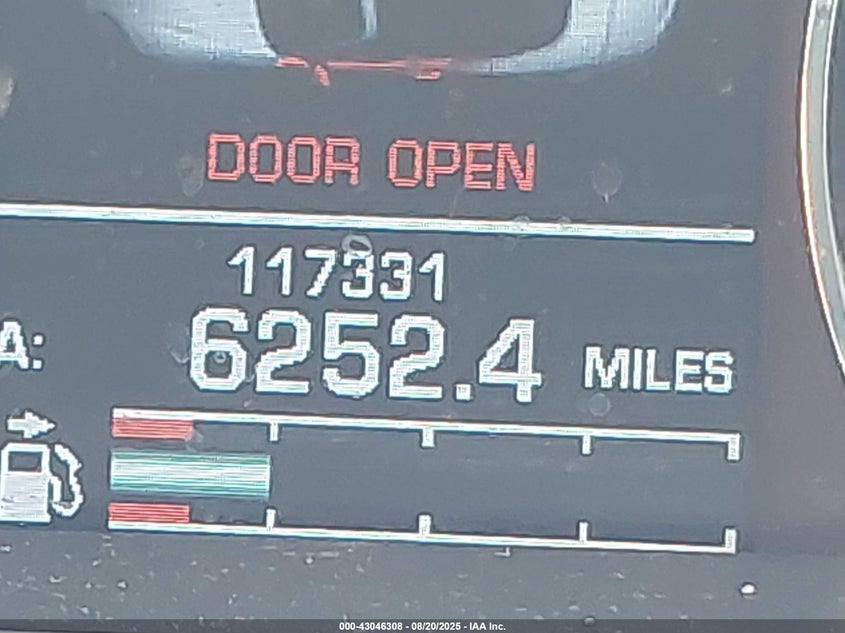 DOOR OPEN
117331
A: 6252.4 MILES
000-43046308 - 08/20/2025 - IAA Inc.